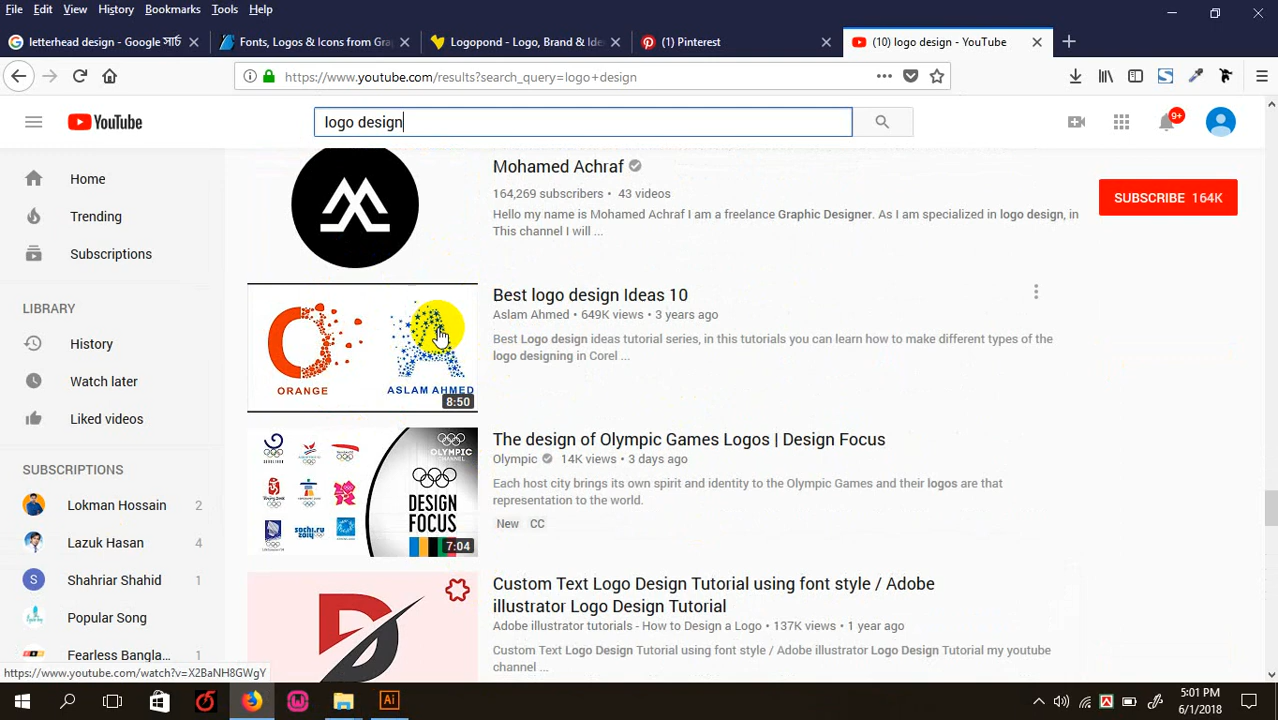 File Edit View History Bookmarks Tools Help
letterhead design - Google সার্চ
Fonts, Logos & Icons from Gra
Logopond - Logo, Brand & Ide
(1) Pinterest
(10) logo design - YouTube
https://www.youtube.com/results?search_query=logo+design
YouTube
logo design
9+
Home
Trending
Subscriptions
LIBRARY
History
Watch later
Liked videos
SUBSCRIPTIONS
Lokman Hossain 2
Lazuk Hasan 4
S Shahriar Shahid 1
Popular Song
Fearless Bangla...
Mohamed Achraf
164,269 subscribers • 43 videos
Hello my name is Mohamed Achraf I am a freelance Graphic Designer. As I am specialized in logo design, in
This channel I will ...
SUBSCRIBE 164K
ORANGE
ASLAM AHMED
8:50
Best logo design Ideas 10
Aslam Ahmed • 649K views • 3 years ago
Best Logo design ideas tutorial series, in this tutorials you can learn how to make different types of the
logo designing in Corel ...
OLYMPIC
CHANNEL
DESIGN
FOCUS
sochi.ru
2014
7:04
The design of Olympic Games Logos | Design Focus
Olympic • 14K views • 3 days ago
Each host city brings its own spirit and identity to the Olympic Games and their logos are that
representation to the world.
New CC
Custom Text Logo Design Tutorial using font style / Adobe
illustrator Logo Design Tutorial
Adobe illustrator tutorials - How to Design a Logo • 137K views • 1 year ago
Custom Text Logo Design Tutorial using font style / Adobe illustrator Logo Design Tutorial my youtube
channel ...
https://www.youtube.com/watch?v=X2BaNH8GWgY
Ai
5:01 PM
6/1/2018